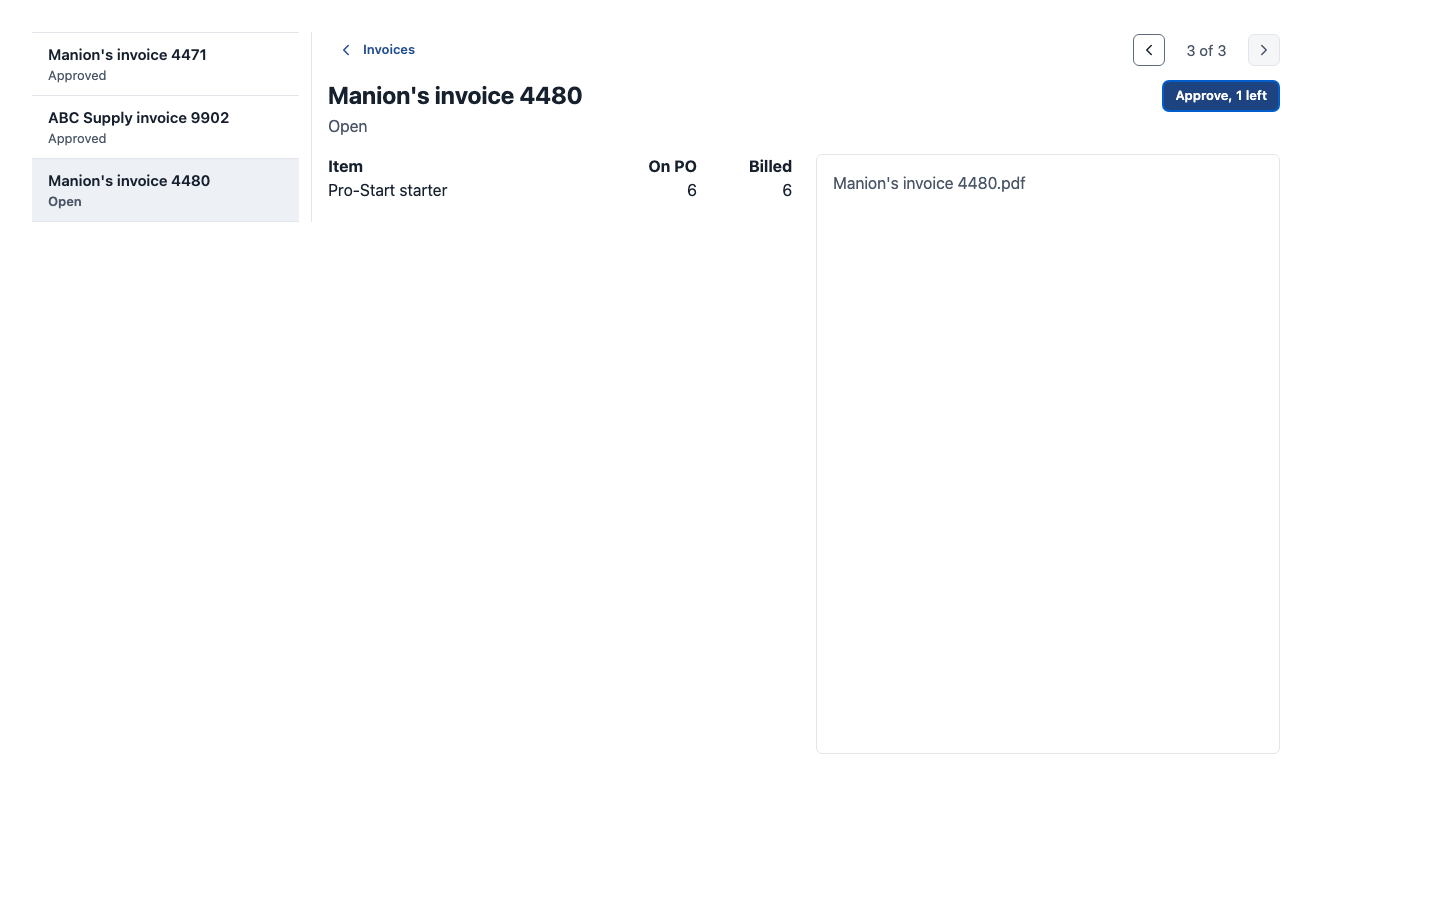 Manion's invoice 4471
Approved
ABC Supply invoice 9902
Approved
Manion's invoice 4480
Open
Invoices
3 of 3
Manion's invoice 4480
Approve, 1 left
Open
Item On PO Billed
Pro-Start starter 6 6
Manion's invoice 4480.pdf